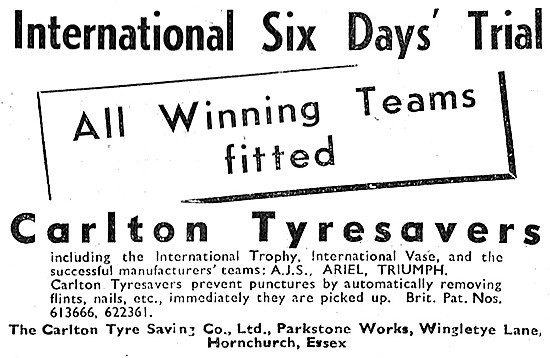 International Six Days' Trial
All Winning Teams
fitted
Carlton Tyresavers
including the International Trophy, International Vase, and the
successful manufacturers' teams: A.J.S., ARIEL, TRIUMPH.
Carlton Tyresavers prevent punctures by automatically removing
flints, nails, etc., immediately they are picked up. Brit. Pat. Nos.
613666, 622361.
The Carlton Tyre Saving Co., Ltd., Parkstone Works, Wingletye Lane,
Hornchurch, Essex